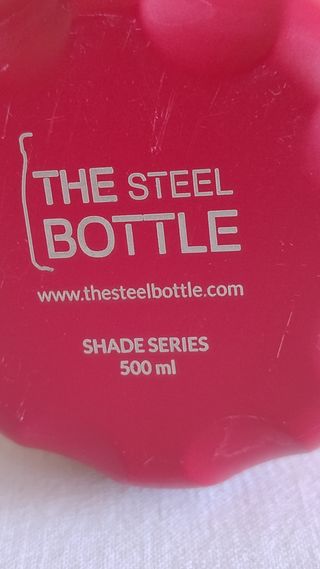 THE STEEL
BOTTLE
www.thesteelbottle.com
SHADE SERIES
500 ml